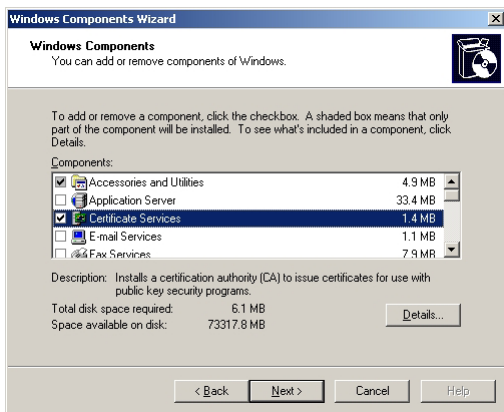 Windows Components Wizard
Windows Components
You can add or remove components of Windows.
To add or remove a component, click the checkbox. A shaded box means that only
part of the component will be installed. To see what's included in a component, click
Details.
Components:
Accessories and Utilities 4.9 MB
Application Server 33.4 MB
Certificate Services 1.4 MB
E-mail Services 1.1 MB
Fax Services 7.9 MB
Description: Installs a certification authority (CA) to issue certificates for use with
public key security programs.
Total disk space required: 6.1 MB
Space available on disk: 73317.8 MB
Details...
< Back
Next >
Cancel
Help